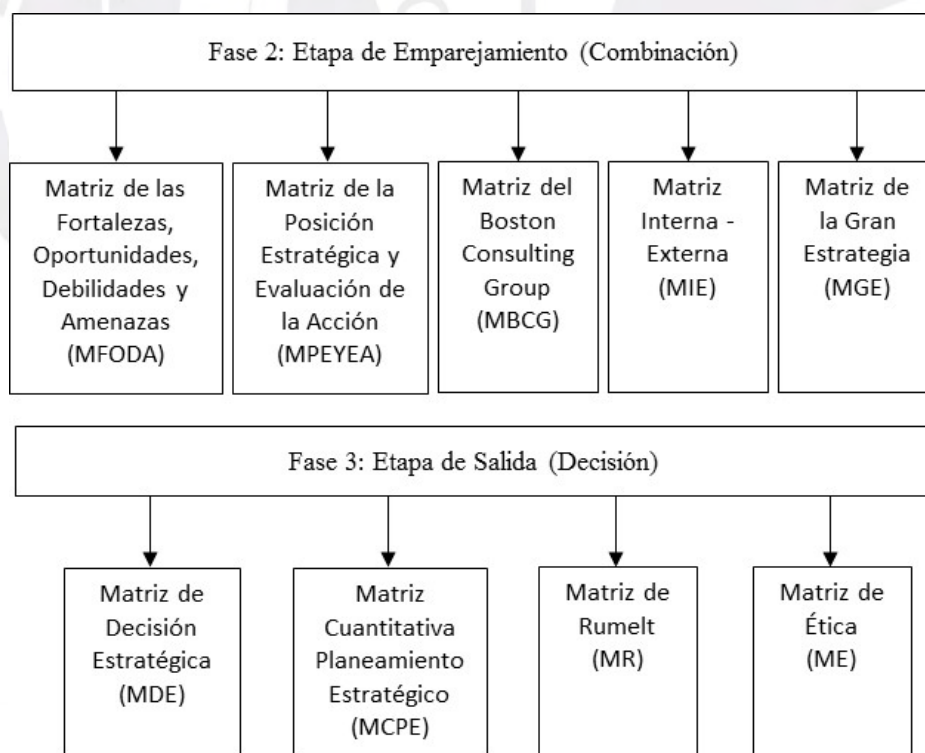 Fase 2: Etapa de Emparejamiento (Combinación)
Matriz de las
Fortalezas,
Oportunidades,
Debilidades y
Amenazas
(MFODA)
Matriz de la
Posición
Estratégica y
Evaluación de
la Acción
(MPEYEA)
Matriz del
Boston
Consulting
Group
(MBCG)
Matriz
Interna -
Externa
(MIE)
Matriz de
la Gran
Estrategia
(MGE)
Fase 3: Etapa de Salida (Decisión)
Matriz de
Decisión
Estratégica
(MDE)
Matriz
Cuantitativa
Planeamiento
Estratégico
(MCPE)
Matriz de
Rumelt
(MR)
Matriz de
Ética
(ME)